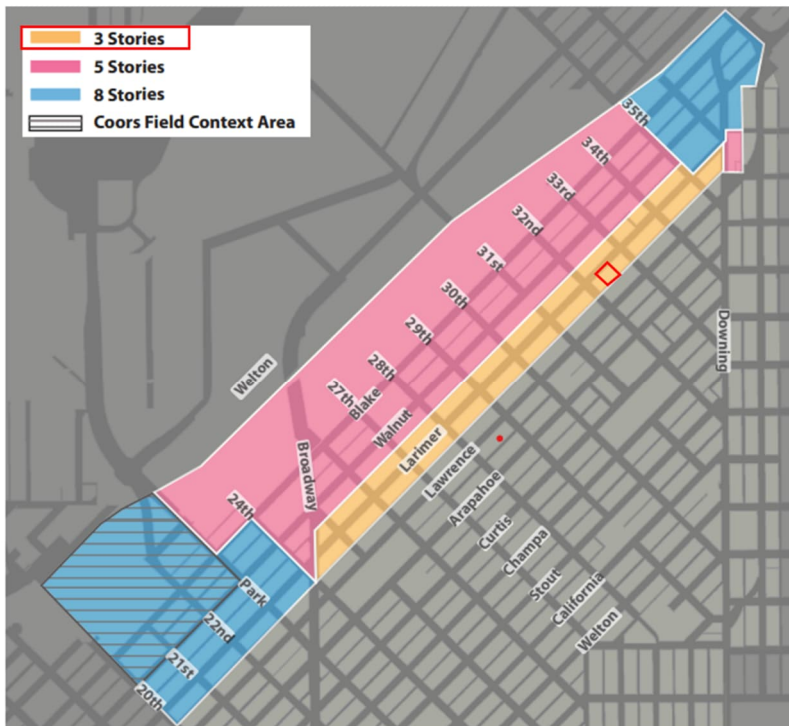 3 Stories
5 Stories
8 Stories
Coors Field Context Area
35th
34th
33rd
32nd
31st
30th
29th
28th
27th
Blake
Walnut
Welton
Downing
Larimer
Broadway
Lawrence
Arapahoe
24th
Curtis
Champa
Stout
California
Welton
Park
22nd
21st
20th